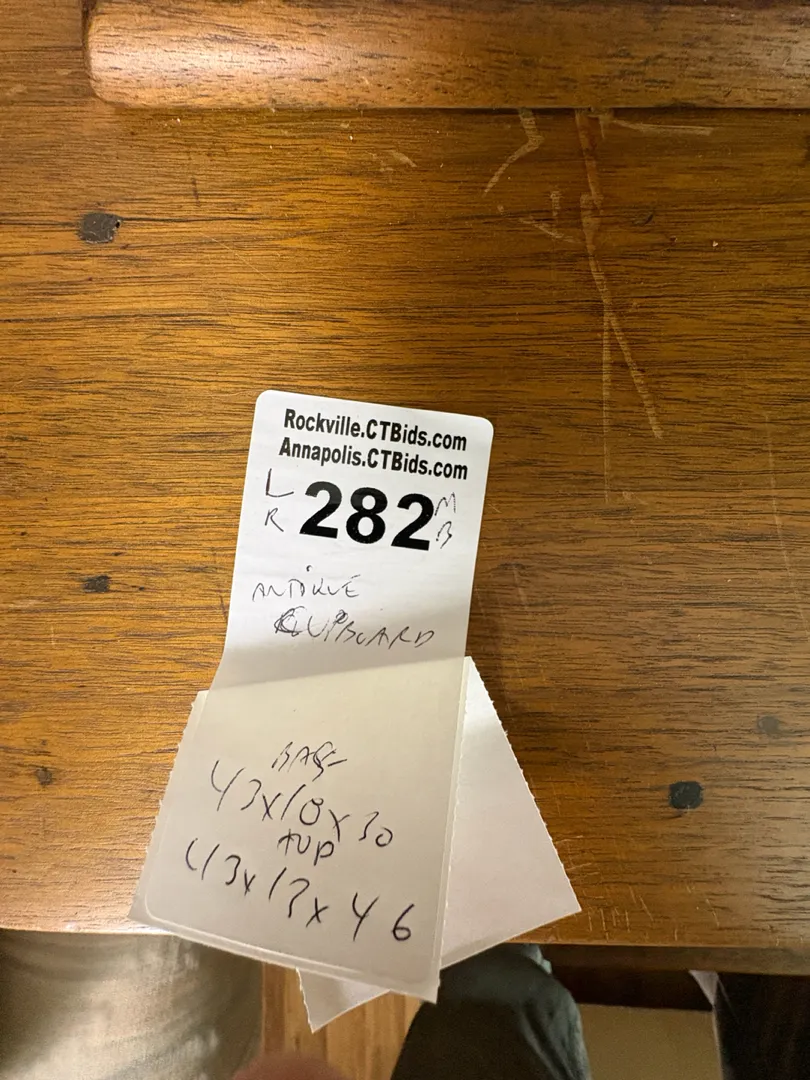 Rockville.CTBids.com
Annapolis.CTBids.com
L 282 M
R B
ANTIQUE
CUPBOARD
BASE
43x18x30
TOP
43x13x46